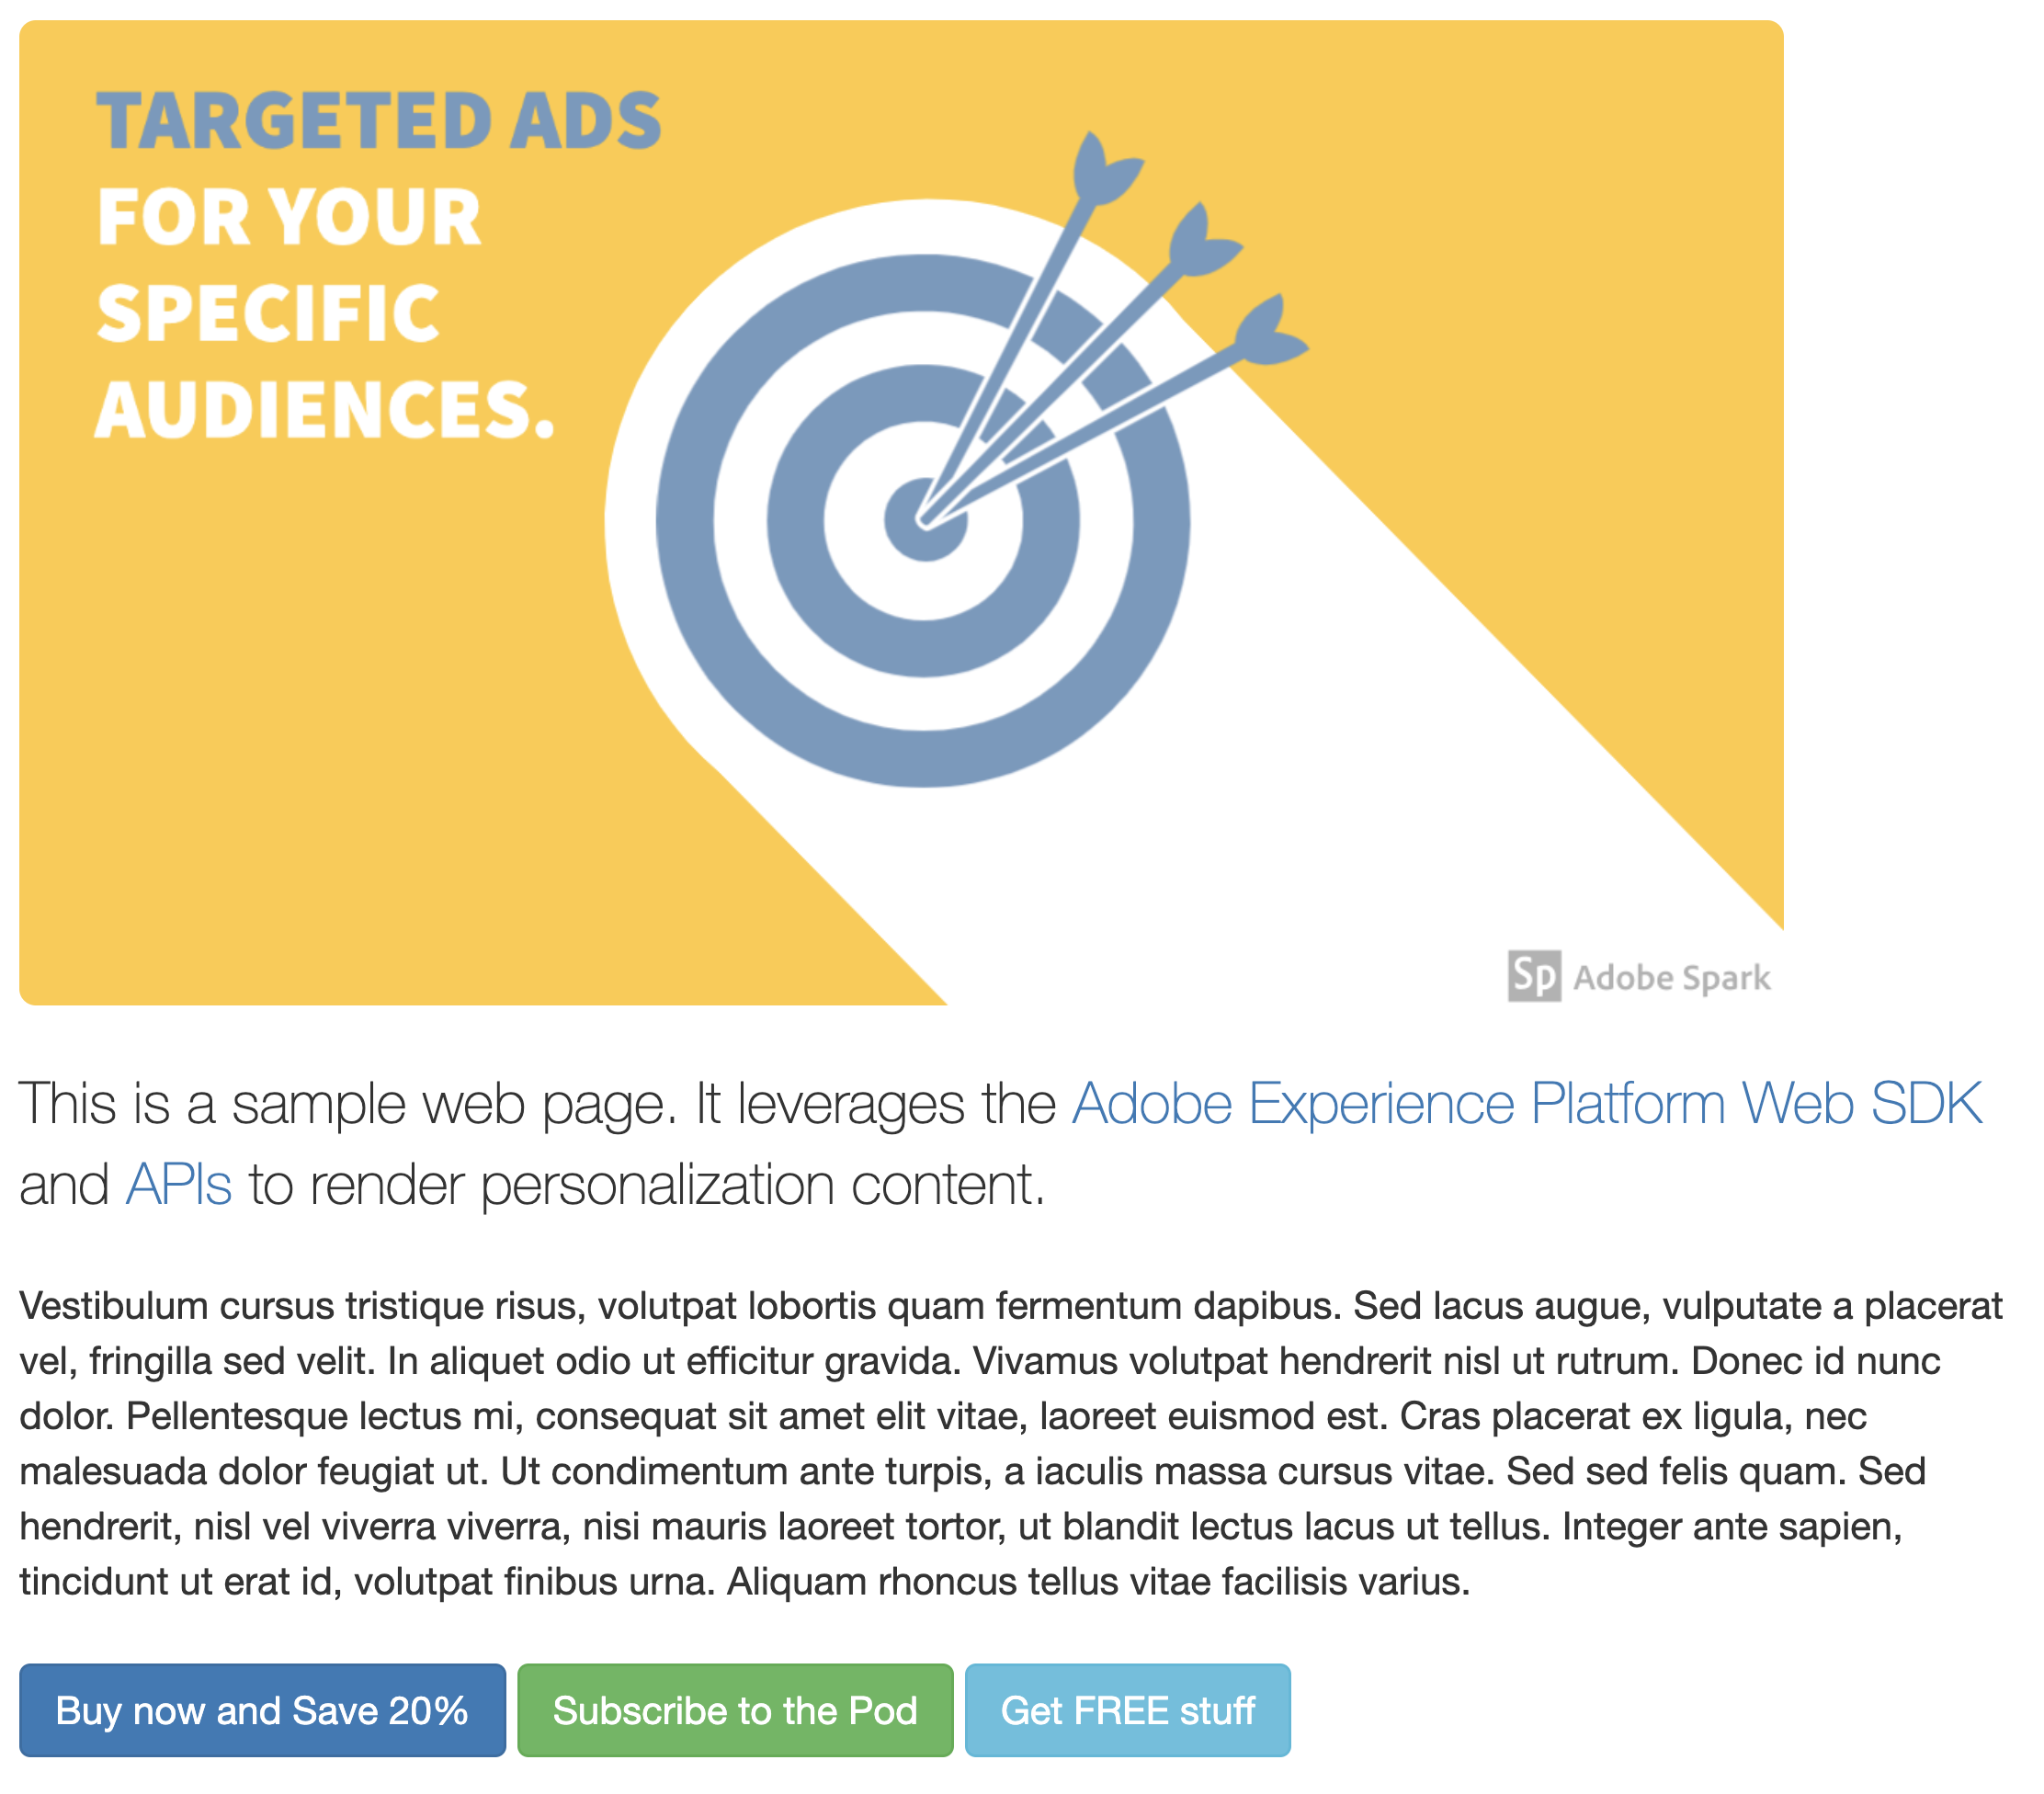 TARGETED ADS
FOR YOUR
SPECIFIC
AUDIENCES.
Sp Adobe Spark
This is a sample web page. It leverages the Adobe Experience Platform Web SDK
and APIs to render personalization content.
Vestibulum cursus tristique risus, volutpat lobortis quam fermentum dapibus. Sed lacus augue, vulputate a placerat
vel, fringilla sed velit. In aliquet odio ut efficitur gravida. Vivamus volutpat hendrerit nisl ut rutrum. Donec id nunc
dolor. Pellentesque lectus mi, consequat sit amet elit vitae, laoreet euismod est. Cras placerat ex ligula, nec
malesuada dolor feugiat ut. Ut condimentum ante turpis, a iaculis massa cursus vitae. Sed sed felis quam. Sed
hendrerit, nisl vel viverra viverra, nisi mauris laoreet tortor, ut blandit lectus lacus ut tellus. Integer ante sapien,
tincidunt ut erat id, volutpat finibus urna. Aliquam rhoncus tellus vitae facilisis varius.
Buy now and Save 20% Subscribe to the Pod Get FREE stuff